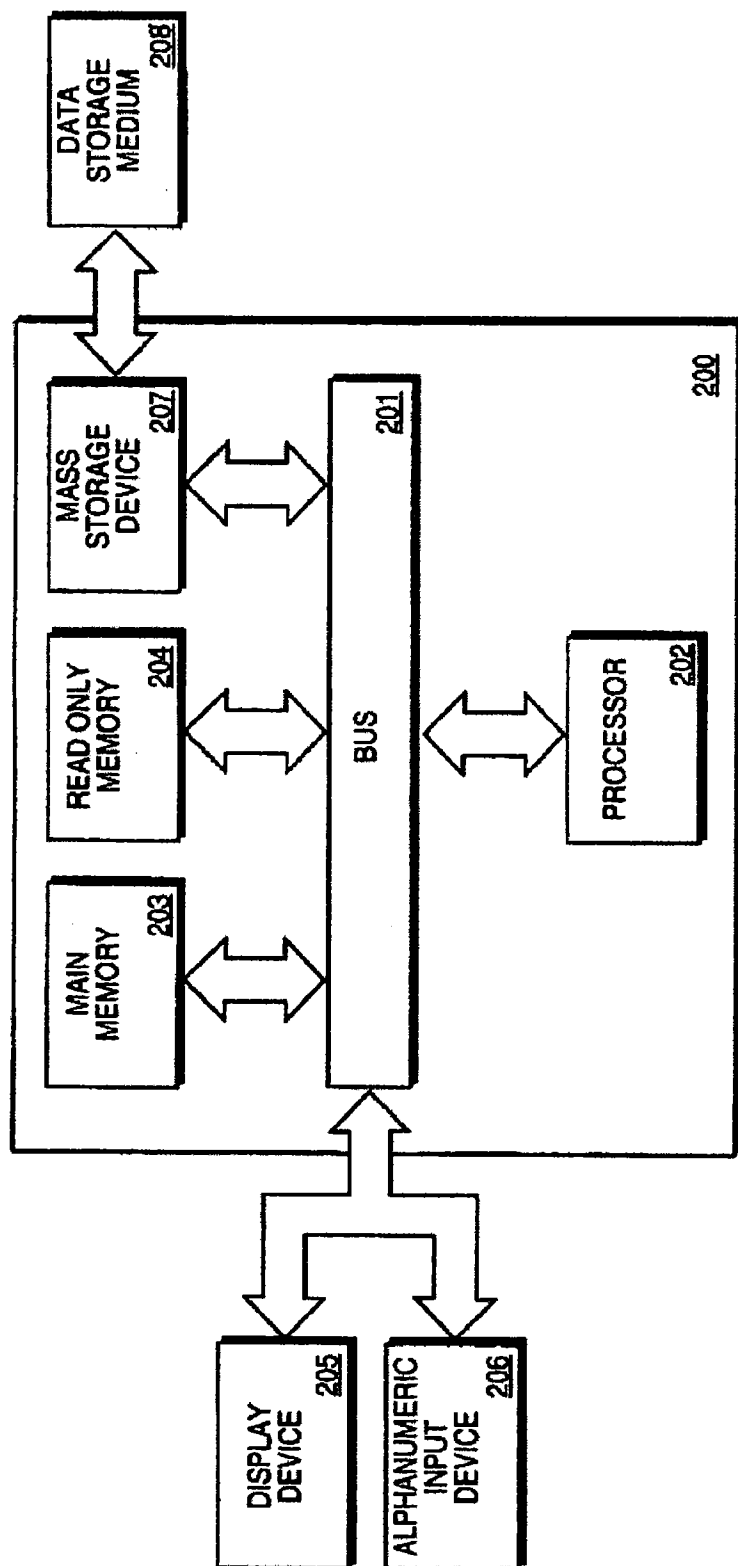 MAIN
MEMORY
203
READ ONLY
MEMORY
204
MASS
STORAGE
DEVICE
207
DATA
STORAGE
MEDIUM
208
DISPLAY
DEVICE
205
BUS
201
ALPHANUMERIC
INPUT
DEVICE
206
PROCESSOR
202
200